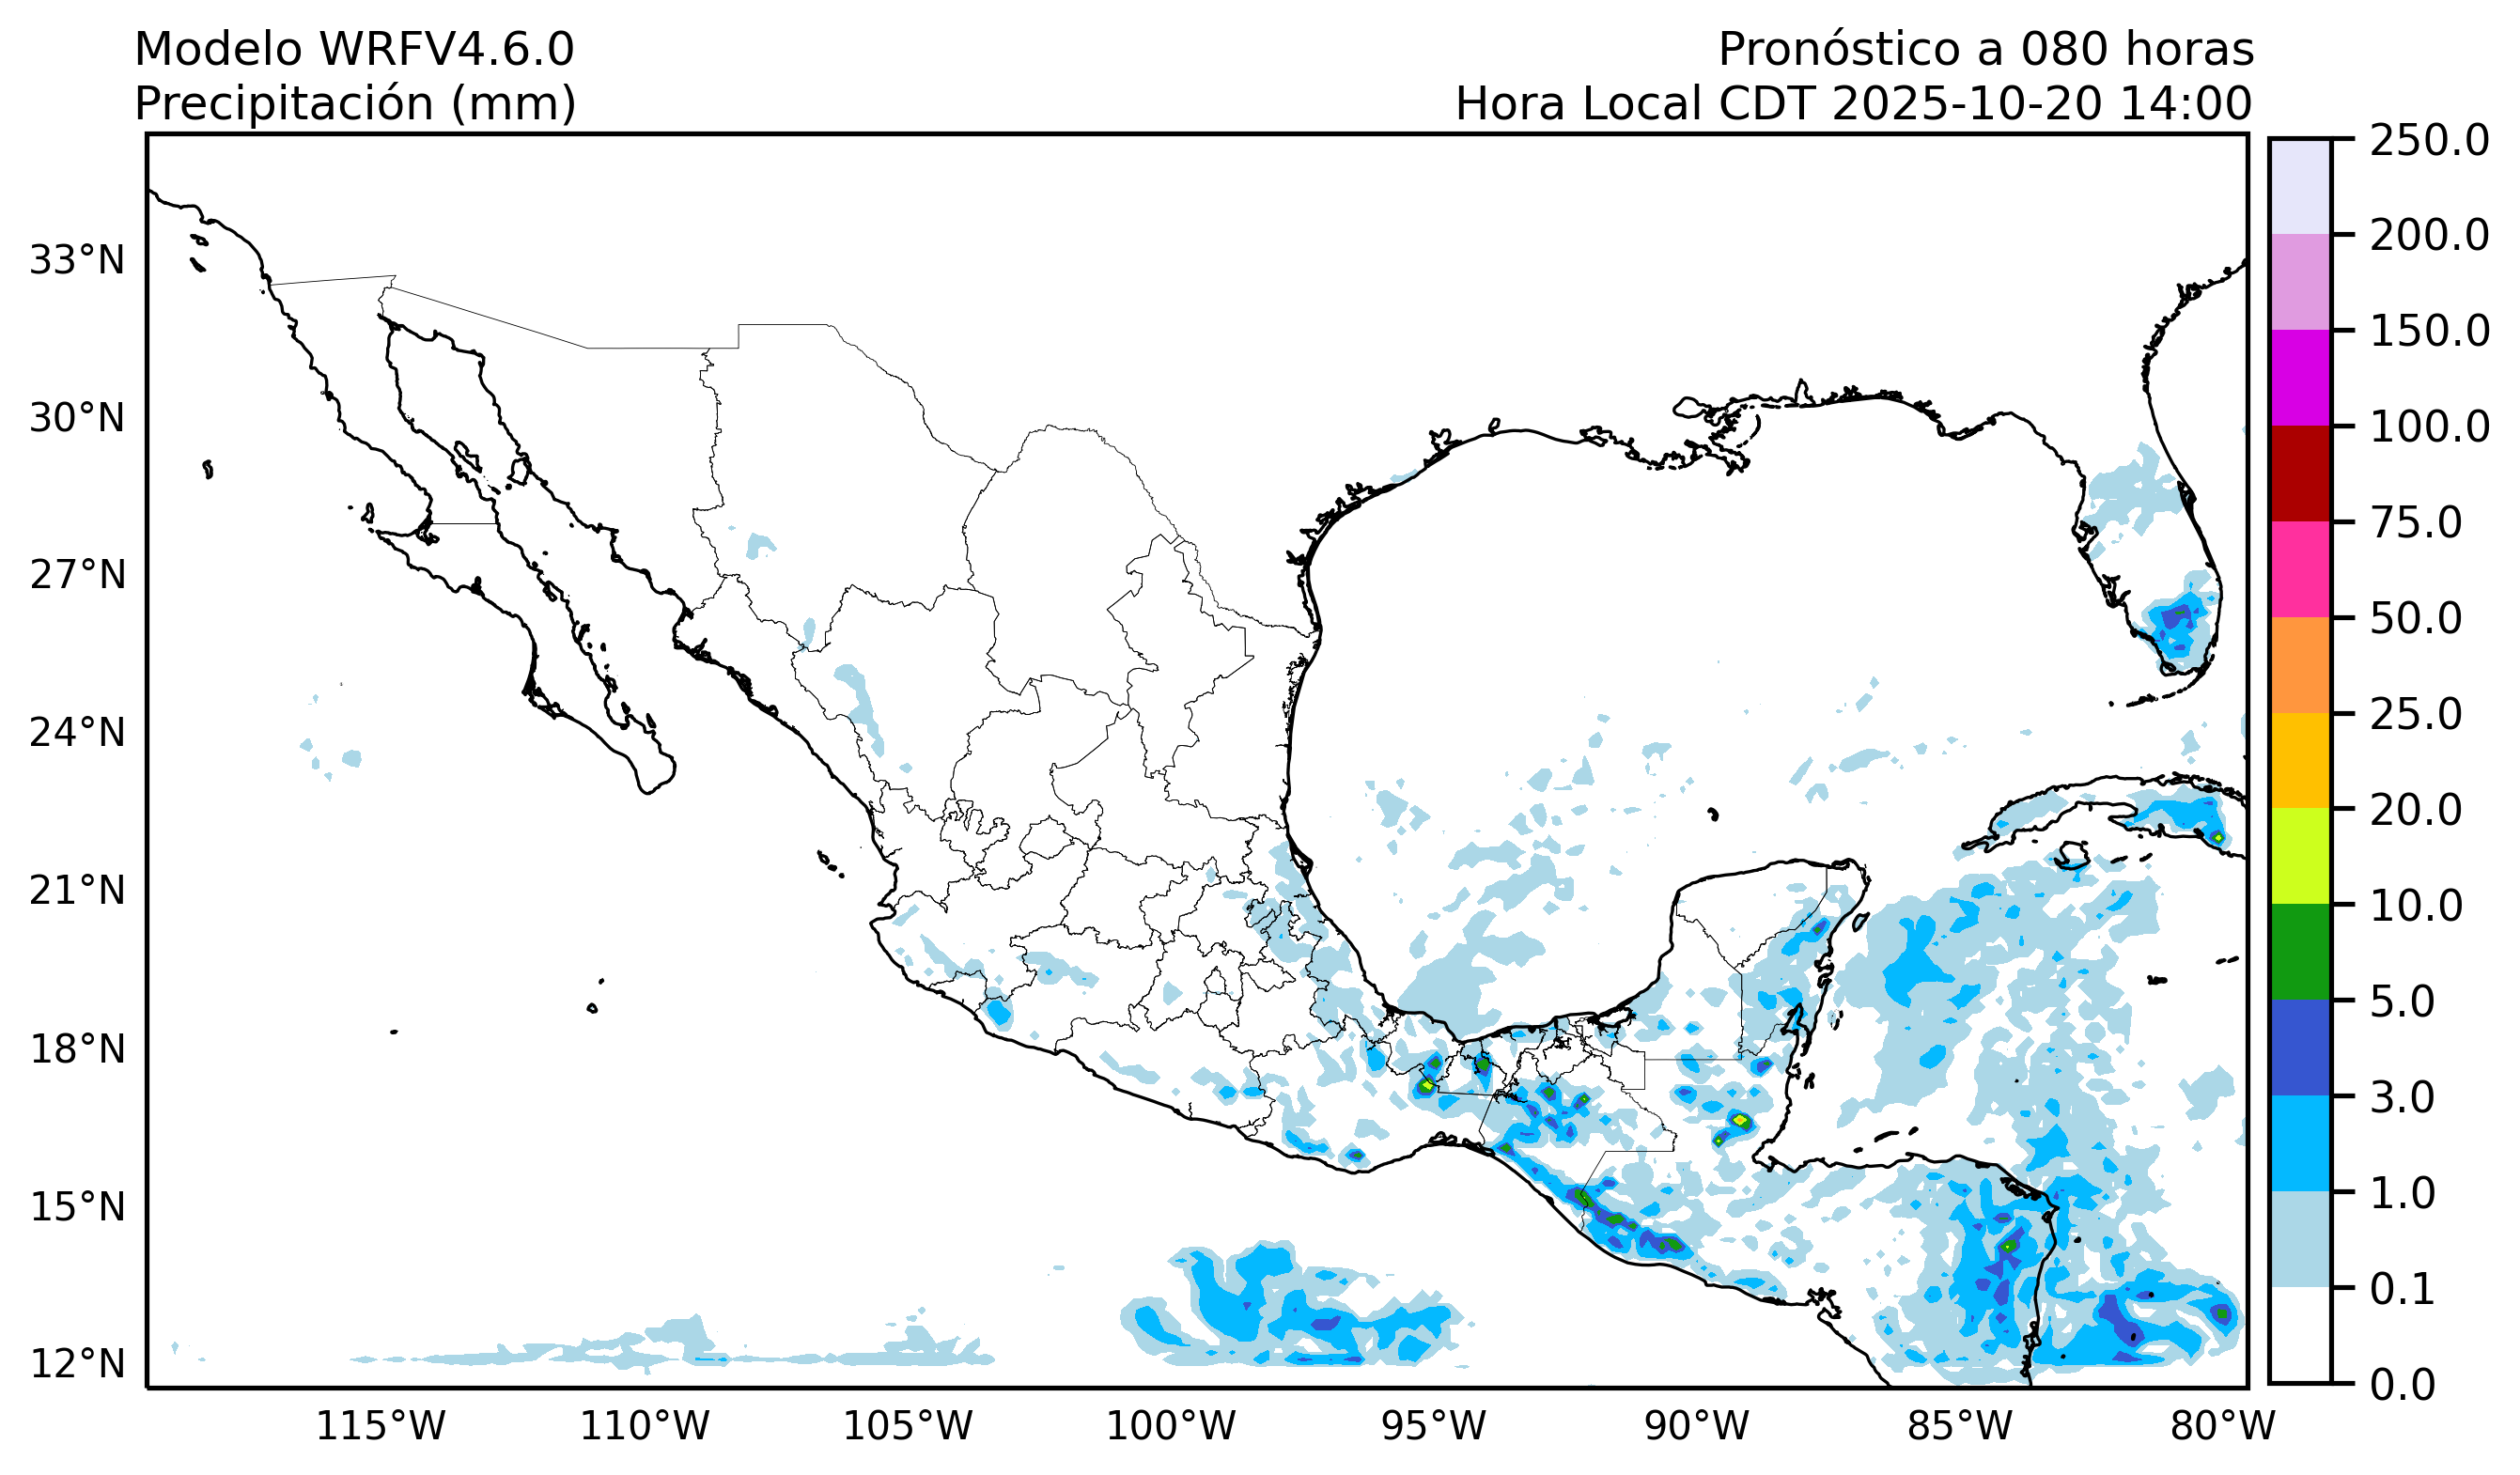 Modelo WRFV4.6.0
Precipitación (mm)
Pronóstico a 080 horas
Hora Local CDT 2025-10-20 14:00
33°N
30°N
27°N
24°N
21°N
18°N
15°N
12°N
115°W
110°W
105°W
100°W
95°W
90°W
85°W
80°W
250.0
200.0
150.0
100.0
75.0
50.0
25.0
20.0
10.0
5.0
3.0
1.0
0.1
0.0